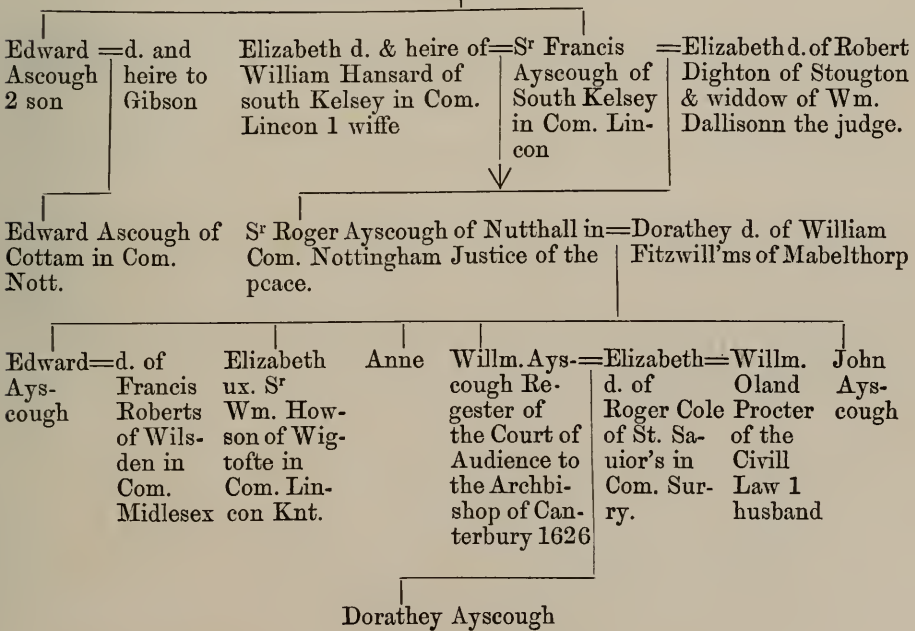 Edward
Ascough
2 son
=d. and
heire to
Gibson
Elizabeth d. & heire of=
William Hansard of
south Kelsey in Com.
Lincon 1 wiffe
Sr Francis
Ayscough of
South Kelsey
in Com. Lin-
con
=Elizabeth d. of Robert
Dighton of Stougton
& widdow of Wm.
Dallisonn the judge.
Edward Ascough of
Cottam in Com.
Nott.
Sr Roger Ayscough of Nutthall in=
Com. Nottingham Justice of the
peace.
Dorathey d. of William
Fitzwill'ms of Mabelthorp
Edward=
Ays-
cough
d. of
Francis
Roberts
of Wils-
den in
Com.
Midlesex
Elizabeth
ux. Sr
Wm. How-
son of Wig-
tofte in
Com. Lin-
con Knt.
Anne
Willm. Ays-=
cough Re-
gester of
the Court of
Audience to
the Archbi-
shop of Can-
terbury 1626
Elizabeth=
d. of
Roger Cole
of St. Sa-
uior's in
Com. Sur-
ry.
Willm.
Oland
Procter
of the
Civill
Law 1
husband
John
Ays-
cough
Dorathey Ayscough